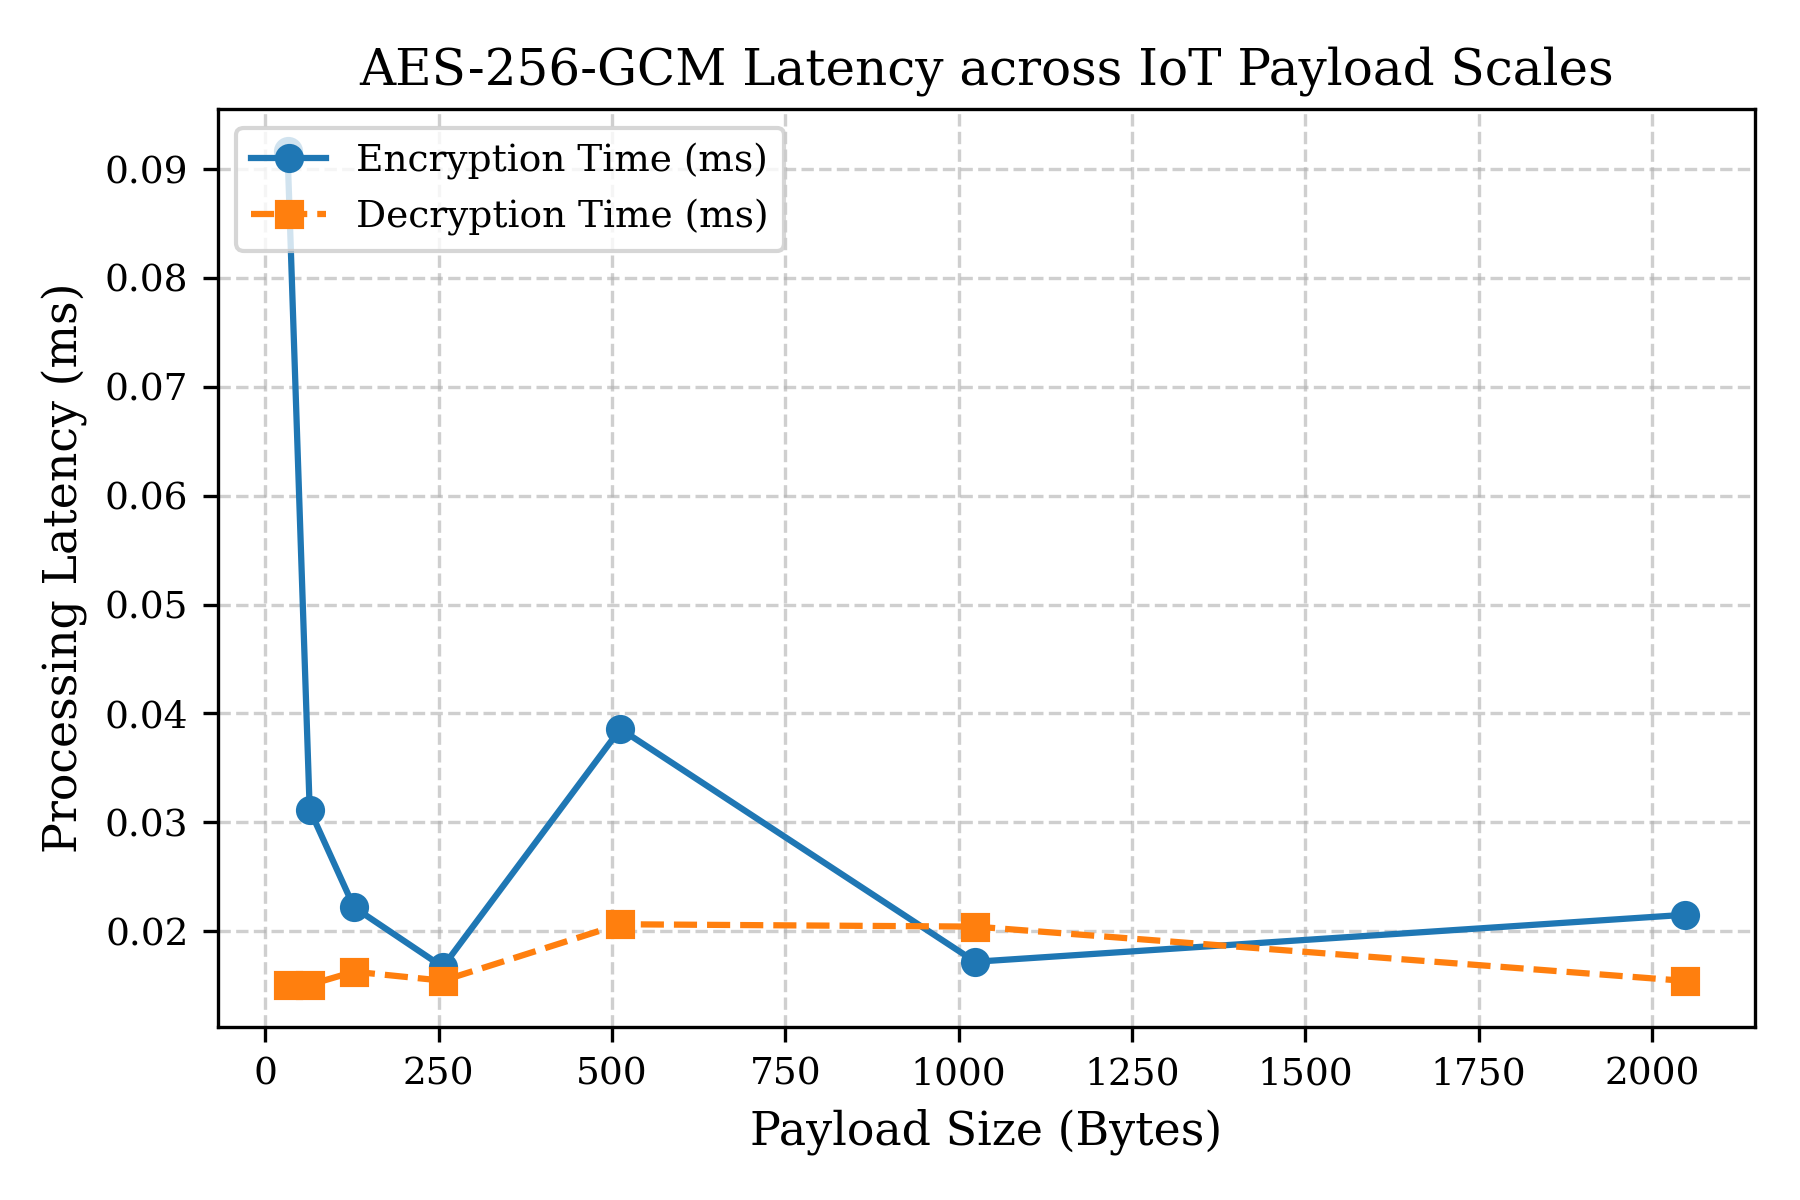 AES-256-GCM Latency across IoT Payload Scales
Encryption Time (ms)
Decryption Time (ms)
Processing Latency (ms)
0.09
0.08
0.07
0.06
0.05
0.04
0.03
0.02
0 250 500 750 1000 1250 1500 1750 2000
Payload Size (Bytes)